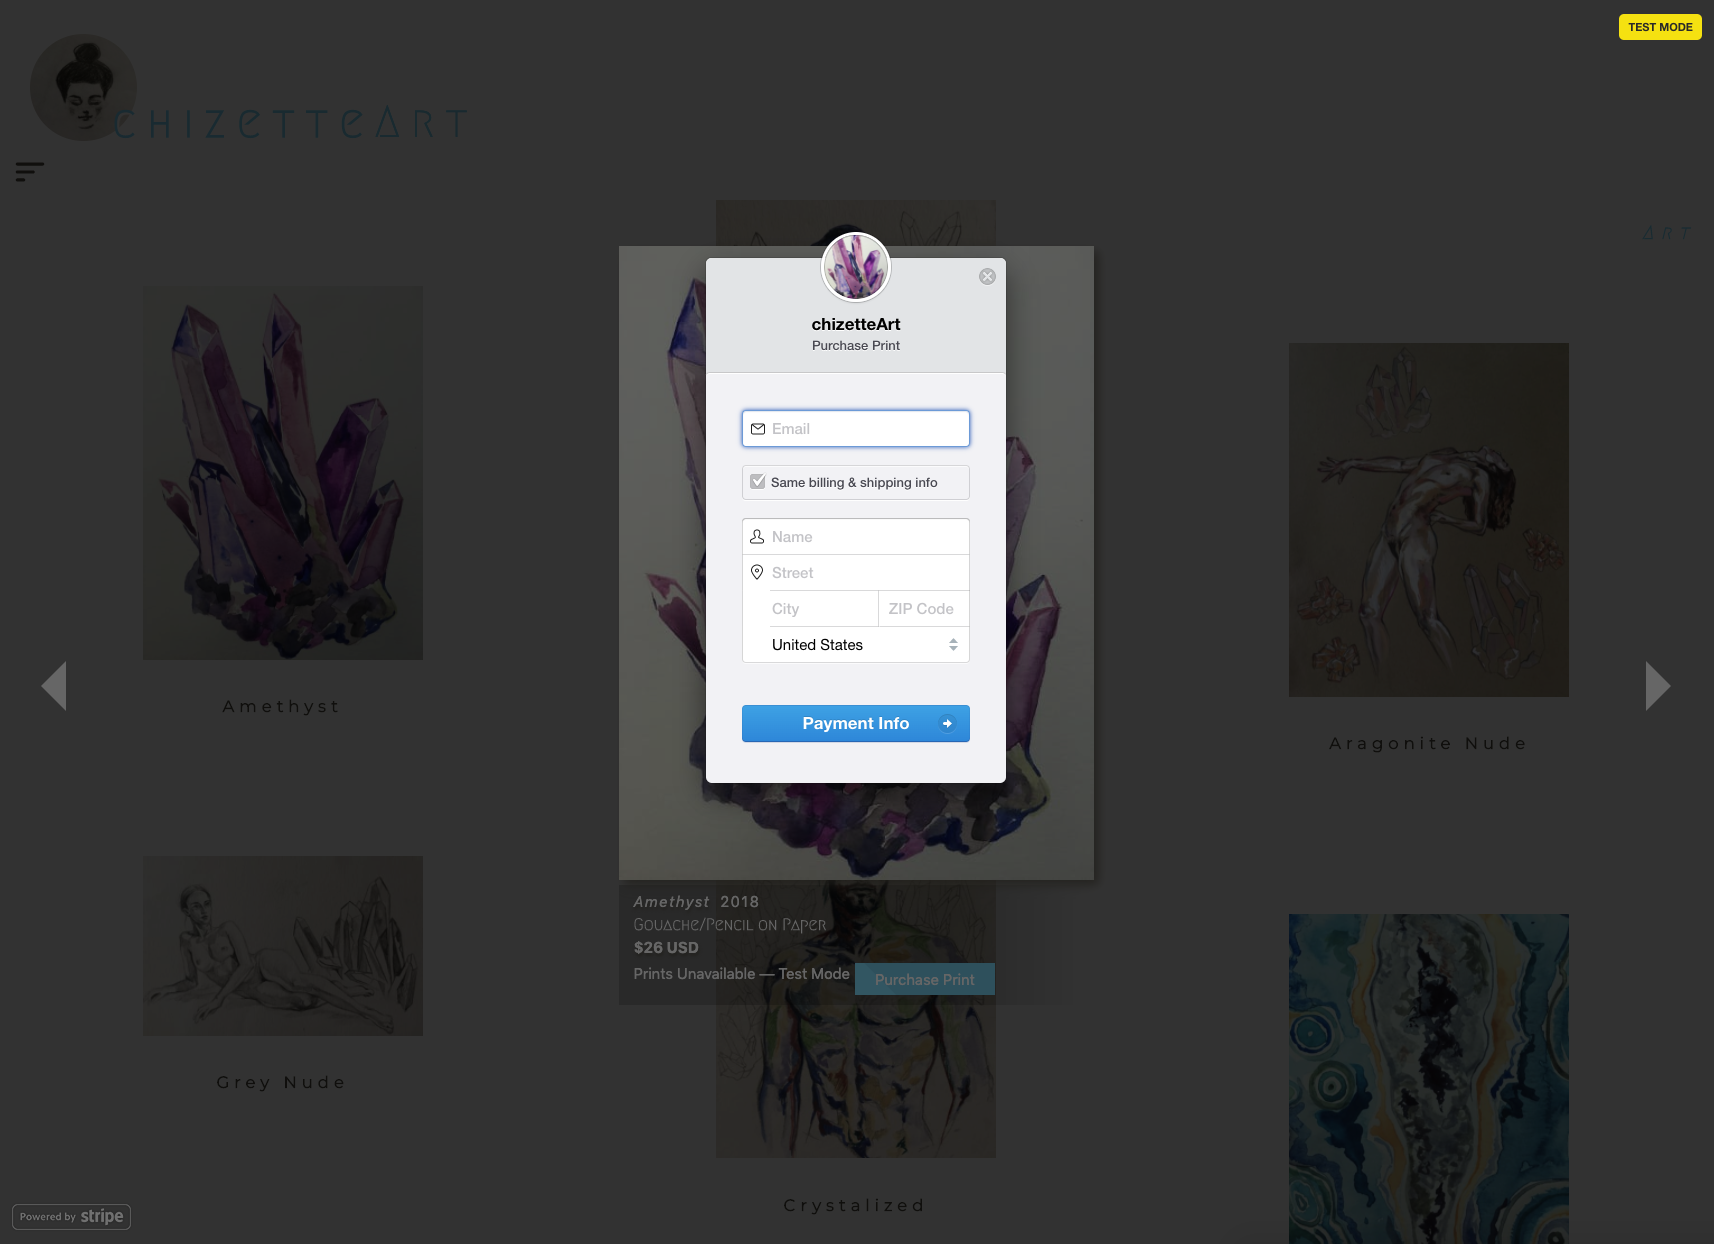 TEST MODE
chizetteArt
Art
chizetteArt
Purchase Print
Email
Same billing & shipping info
Name
Street
City ZIP Code
United States
Payment Info
Amethyst
Aragonite Nude
Amethyst 2018
Gouache/Pencil on Paper
$26 USD
Prints Unavailable — Test Mode
Purchase Print
Grey Nude
Crystalized
Powered by stripe